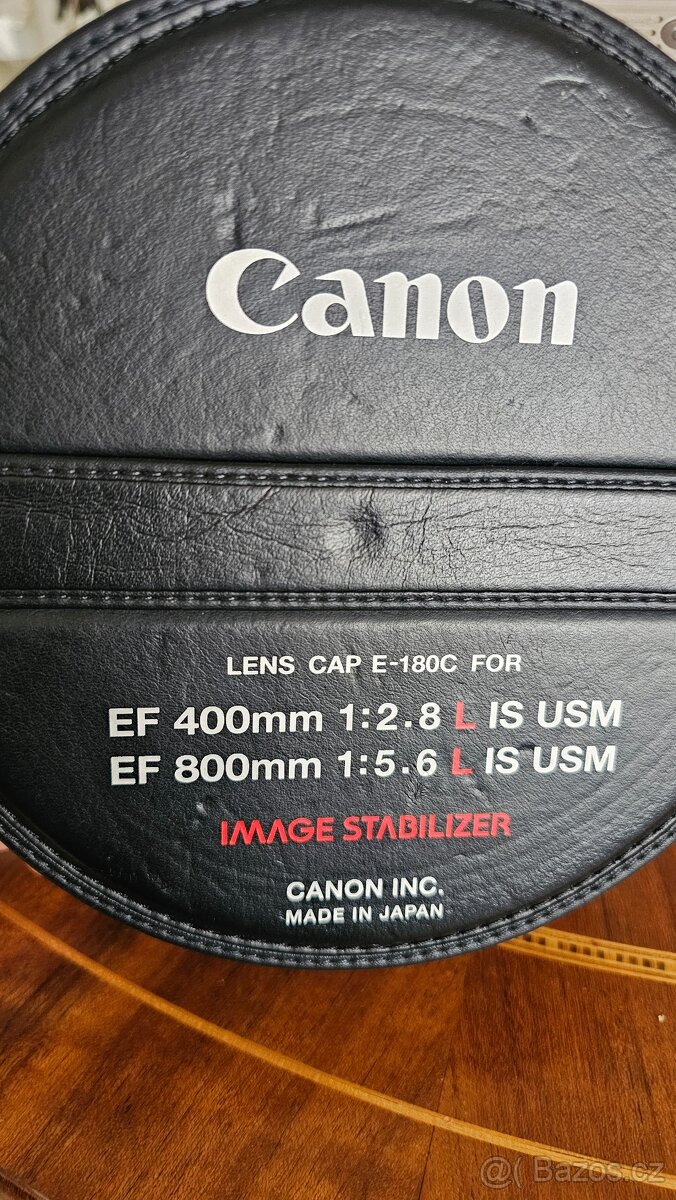 Canon
LENS CAP E-180C FOR
EF 400mm 1:2.8 L IS USM
EF 800mm 1:5.6 L IS USM
IMAGE STABILIZER
CANON INC.
MADE IN JAPAN
@( Bazos.cz